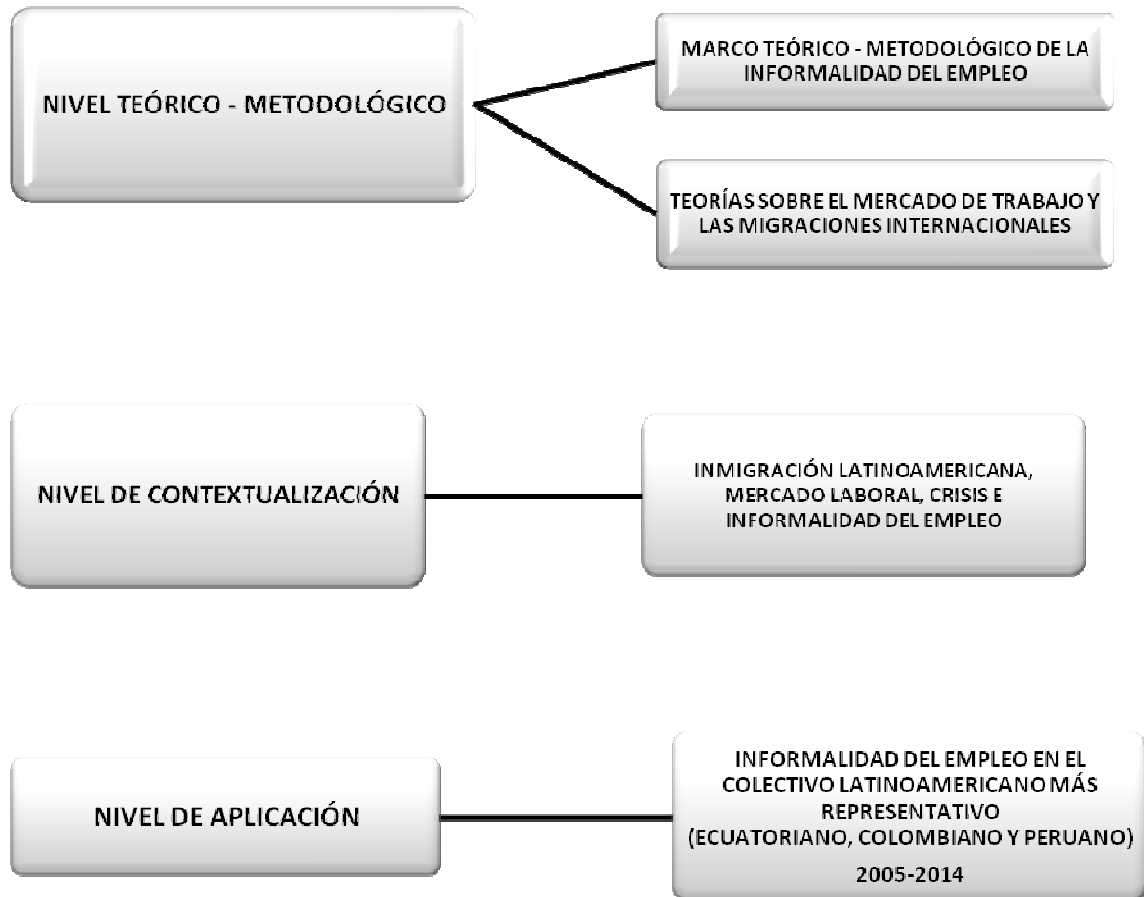 NIVEL TEÓRICO - METODOLÓGICO
MARCO TEÓRICO - METODOLÓGICO DE LA
INFORMALIDAD DEL EMPLEO
TEORÍAS SOBRE EL MERCADO DE TRABAJO Y
LAS MIGRACIONES INTERNACIONALES
NIVEL DE CONTEXTUALIZACIÓN
INMIGRACIÓN LATINOAMERICANA,
MERCADO LABORAL, CRISIS E
INFORMALIDAD DEL EMPLEO
NIVEL DE APLICACIÓN
INFORMALIDAD DEL EMPLEO EN EL
COLECTIVO LATINOAMERICANO MÁS
REPRESENTATIVO
(ECUATORIANO, COLOMBIANO Y PERUANO)
2005-2014